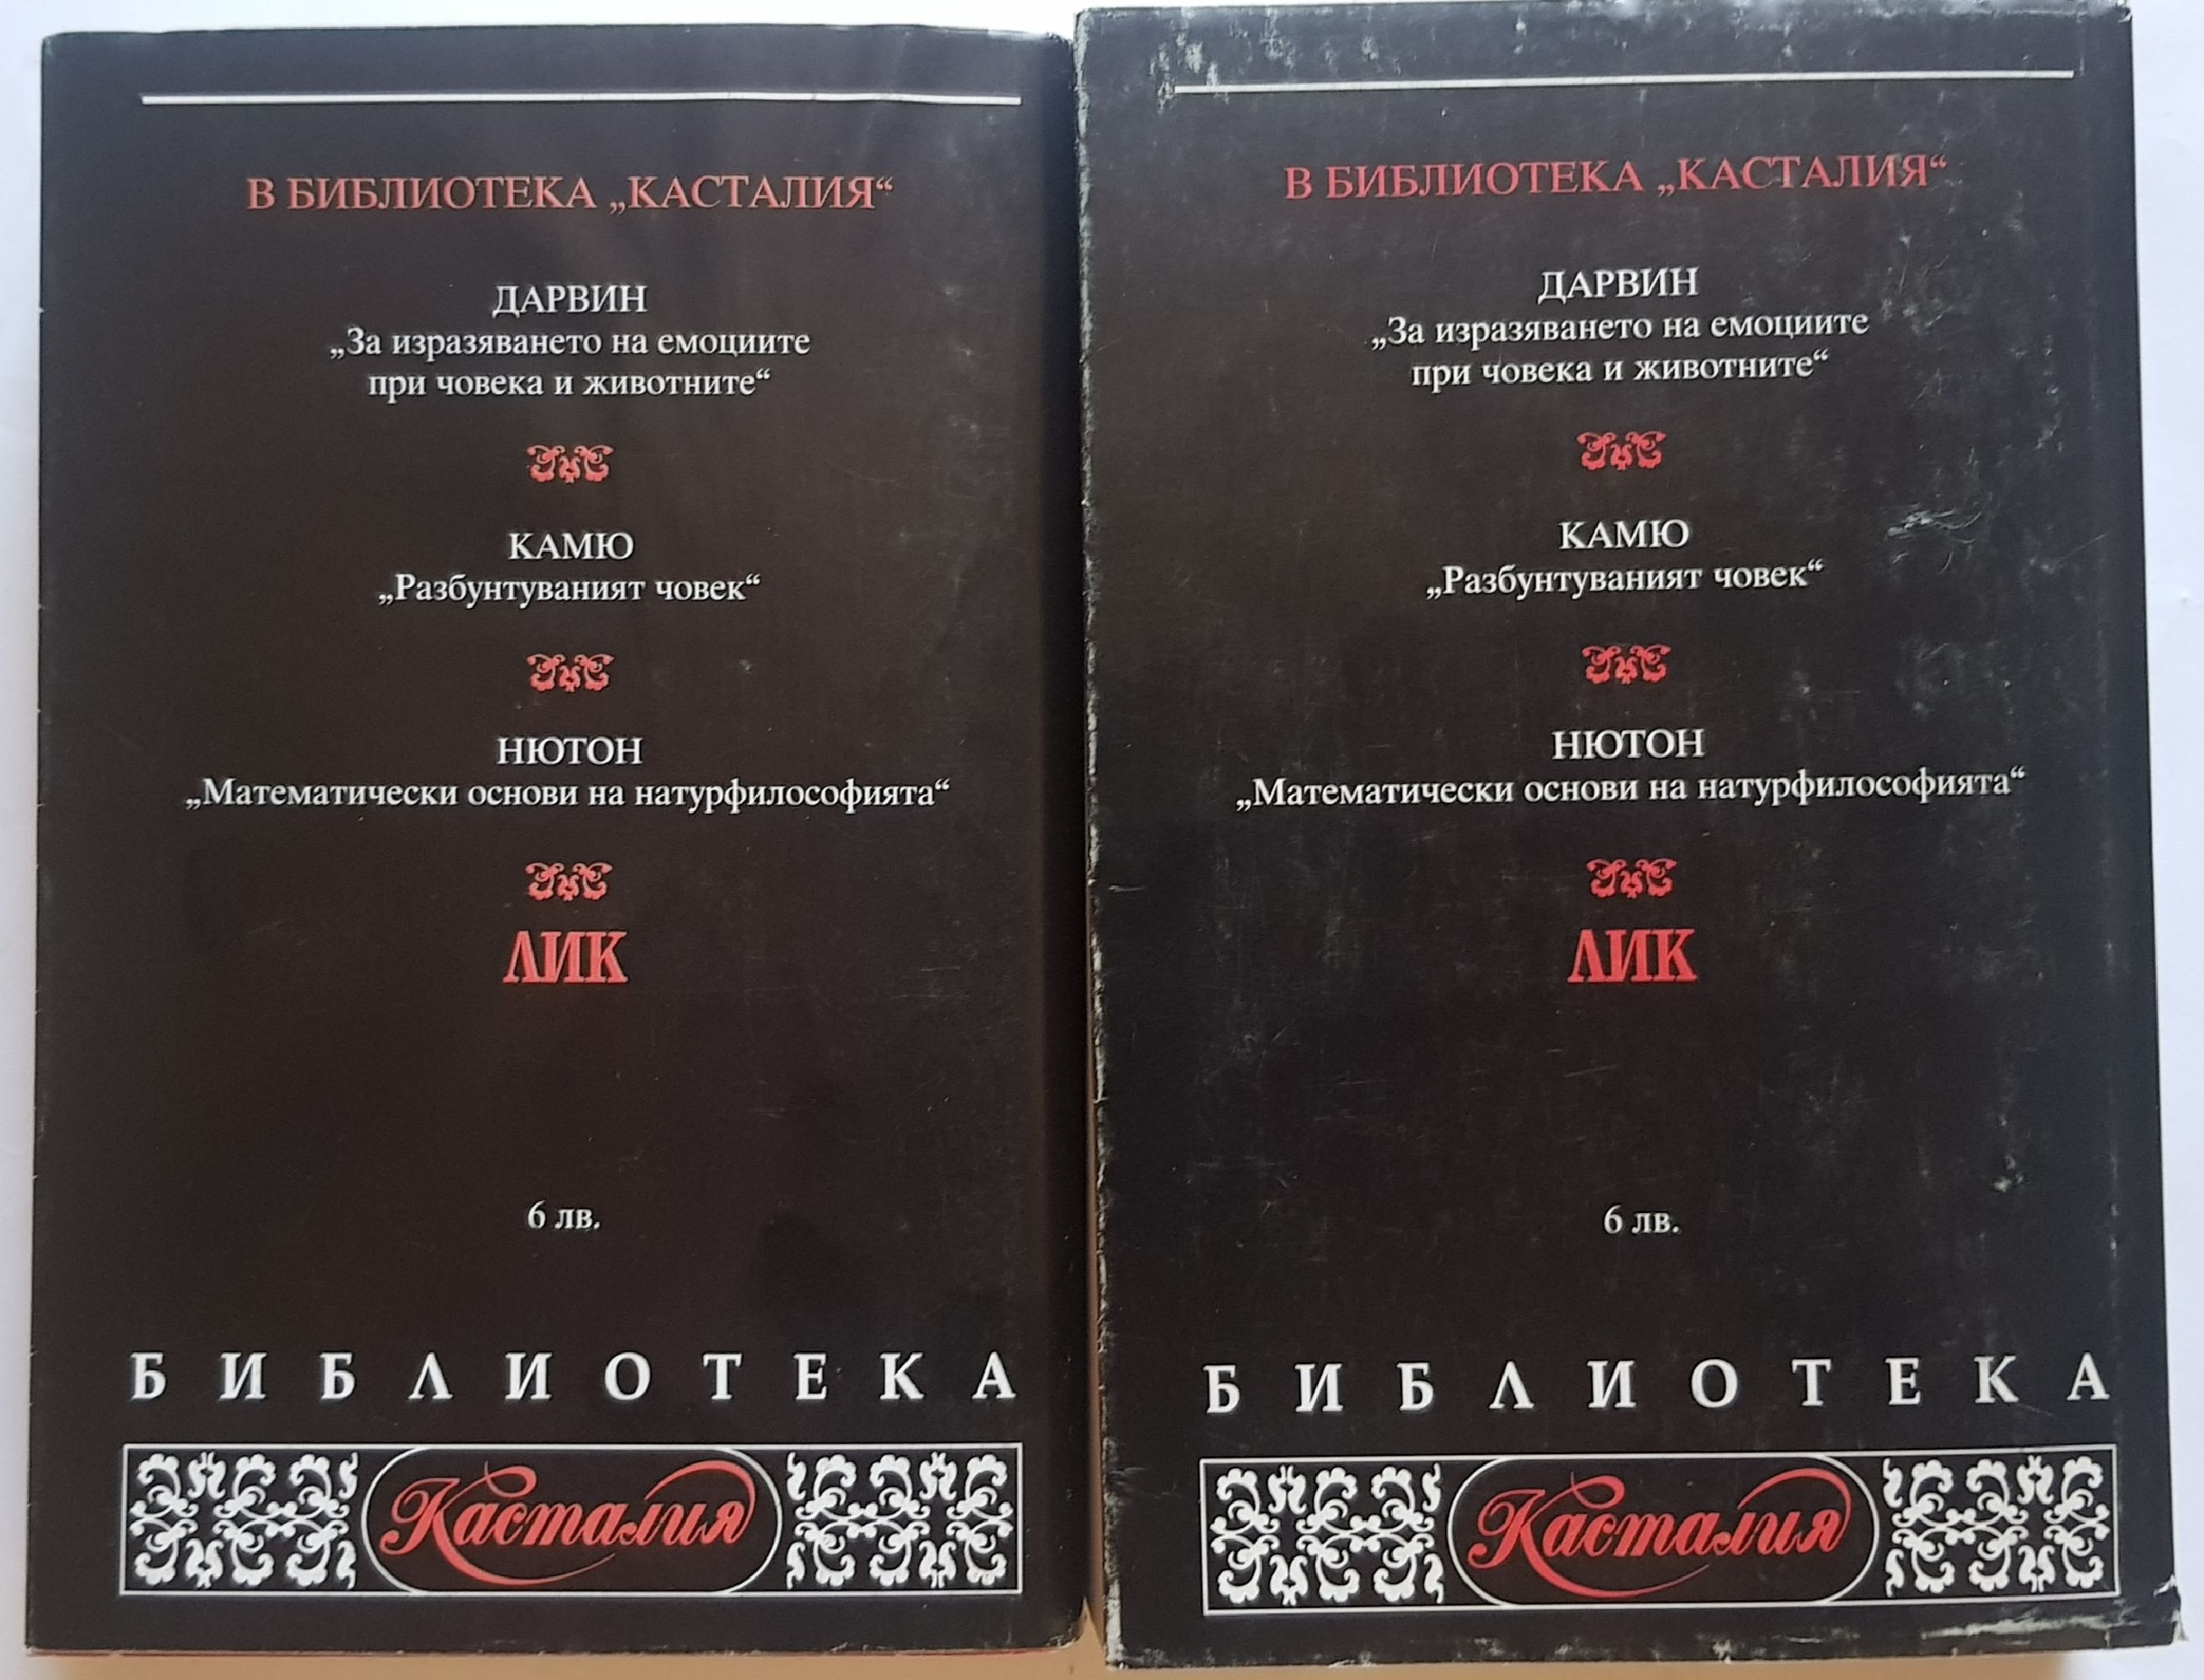 В БИБЛИОТЕКА „КАСТАЛИЯ“
ДАРВИН
„За изразяването на емоциите
при човека и животните“
КАМЮ
„Разбунтуваният човек“
НЮТОН
„Математически основи на натурфилософията“
ЛИК
6 лв.
БИБЛИОТЕКА
Касталия
В БИБЛИОТЕКА „КАСТАЛИЯ“
ДАРВИН
„За изразяването на емоциите
при човека и животните“
КАМЮ
„Разбунтуваният човек“
НЮТОН
„Математически основи на натурфилософията“
ЛИК
6 лв.
БИБЛИОТЕКА
Касталия